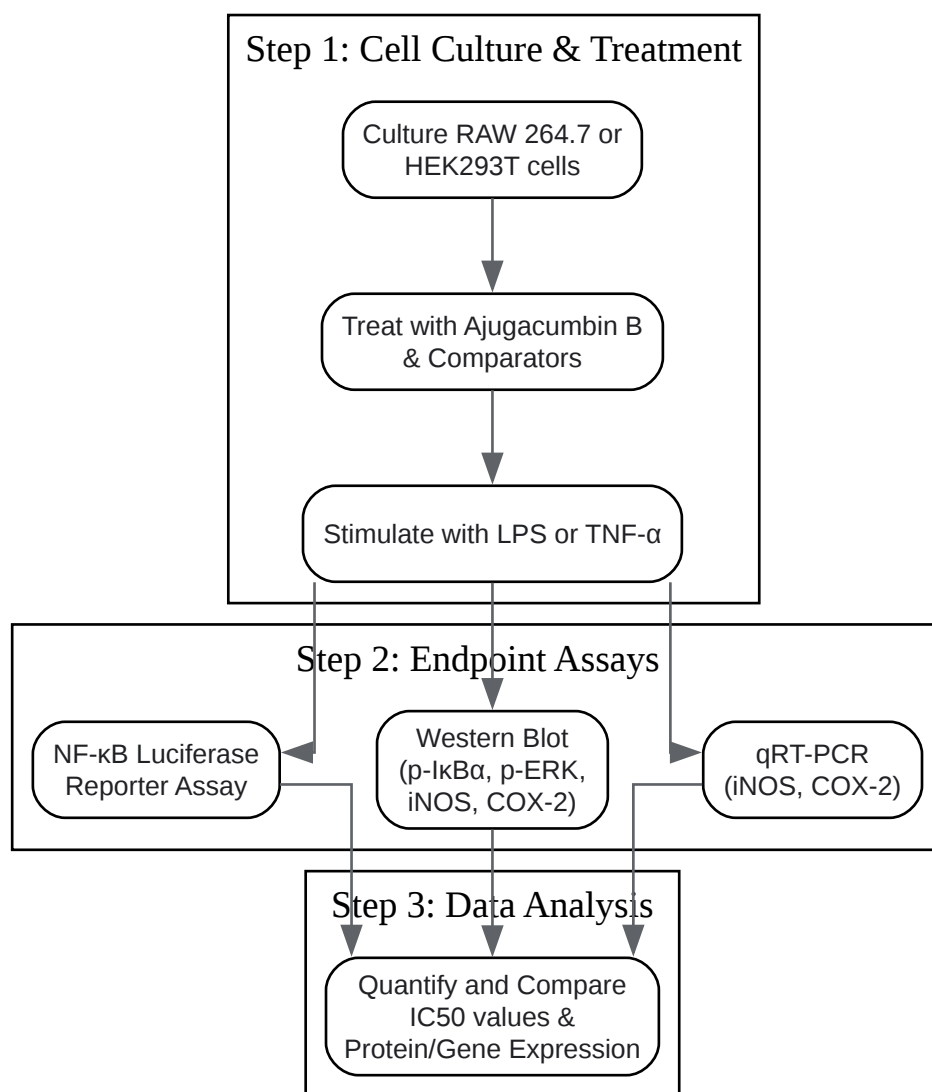 Step 1: Cell Culture & Treatment
Culture RAW 264.7 or
HEK293T cells
Treat with Ajugacumbin B
& Comparators
Stimulate with LPS or TNF-α
Step 2: Endpoint Assays
NF-κB Luciferase
Reporter Assay
Western Blot
(p-IκBα, p-ERK,
iNOS, COX-2)
qRT-PCR
(iNOS, COX-2)
Step 3: Data Analysis
Quantify and Compare
IC50 values &
Protein/Gene Expression